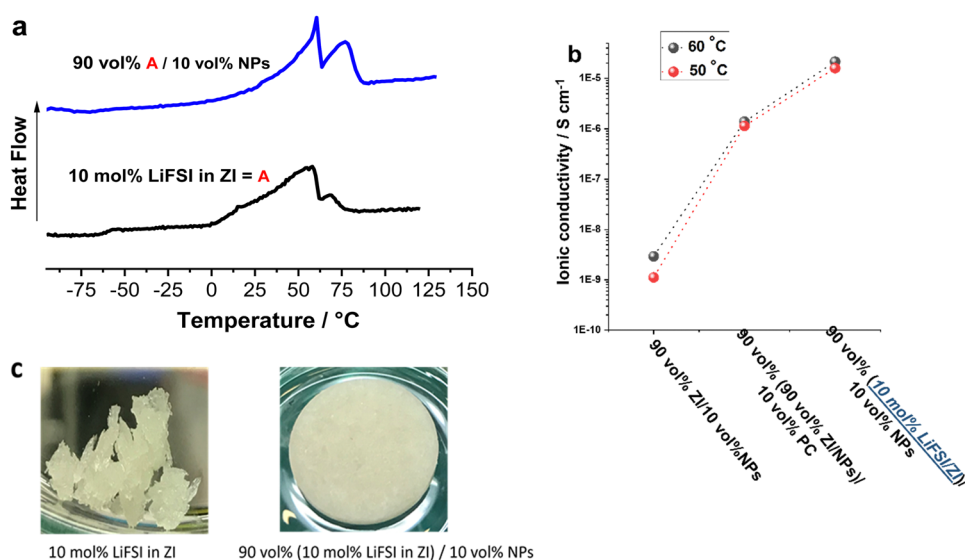 a
90 vol% A / 10 vol% NPs
10 mol% LiFSI in ZI = A
Heat Flow
-75 -50 -25 0 25 50 75 100 125 150
Temperature / °C
b
60 °C
50 °C
Ionic conductivity / S cm⁻¹
1E-5
1E-6
1E-7
1E-8
1E-9
1E-10
90 vol% ZI/10 vol%NPs
90 vol% (90 vol% ZI/NPs)/
10 vol% PC
90 vol% (10 mol% LiFSI/ZI)/
10 vol% NPs
c
10 mol% LiFSI in ZI
90 vol% (10 mol% LiFSI in ZI) / 10 vol% NPs